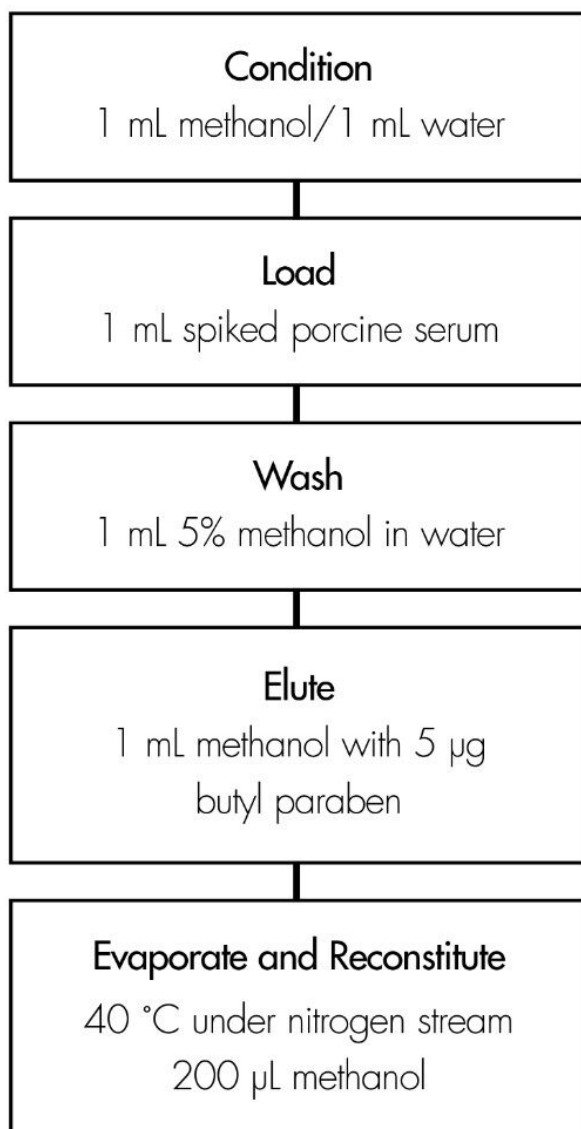 Condition
1 mL methanol/1 mL water
Load
1 mL spiked porcine serum
Wash
1 mL 5% methanol in water
Elute
1 mL methanol with 5 µg
butyl paraben
Evaporate and Reconstitute
40 °C under nitrogen stream
200 µL methanol